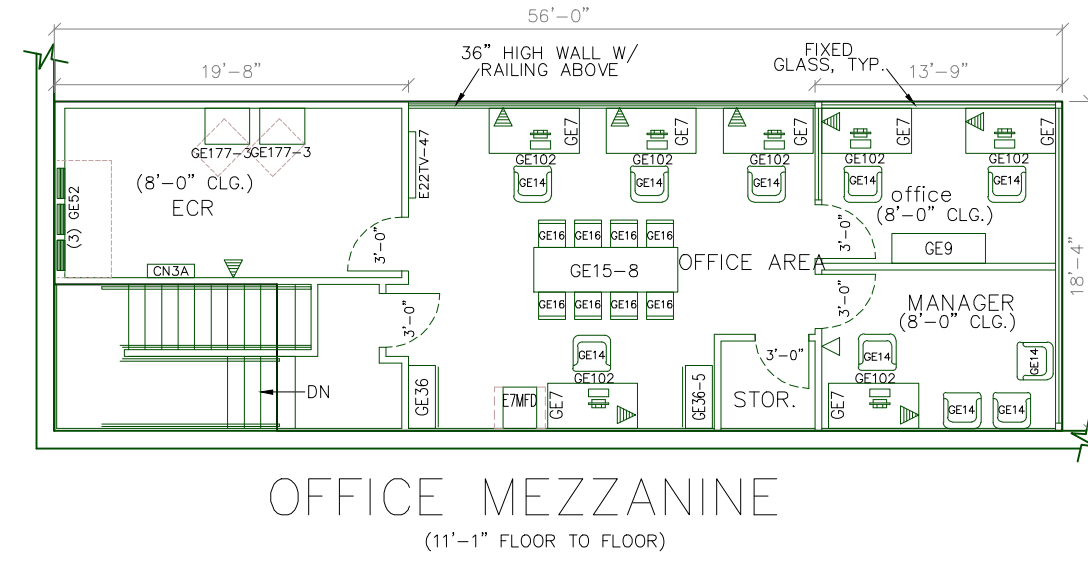 56'-0"
36" HIGH WALL W/
RAILING ABOVE
FIXED
GLASS, TYP.
19'-8"
13'-9"
GE177-3
GE177-3
(8'-0" CLG.)
ECR
(3) GE52
CN3A
3'-0"
E22TV-47
GE7
GE102
GE14
GE7
GE102
GE14
GE7
GE102
GE14
GE7
GE102
GE14
GE7
GE102
GE14
office
(8'-0" CLG.)
GE9
3'-0"
GE16
GE16
GE16
GE16
GE15-8
GE16
GE16
GE16
GE16
OFFICE AREA
18'-4"
3'-0"
3'-0"
MANAGER
(8'-0" CLG.)
GE14
GE14
GE102
GE7
GE14
GE14
3'-0"
STOR.
GE36-5
GE14
GE102
GE7
E7MFD
GE36
DN
OFFICE MEZZANINE
(11'-1" FLOOR TO FLOOR)